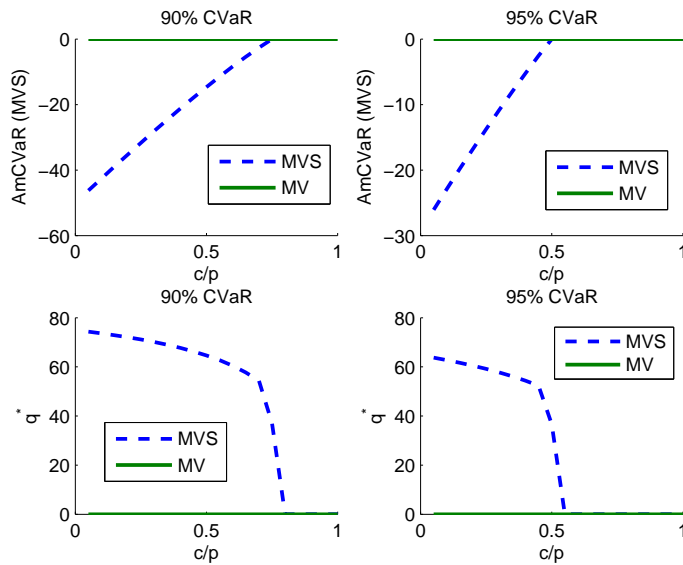 90% CVaR
AmCVaR (MVS)
0
−20
−40
−60
0
0.5
1
c/p
MVS
MV
95% CVaR
AmCVaR (MVS)
0
−10
−20
−30
0
0.5
1
c/p
MVS
MV
90% CVaR
q*
80
60
40
20
0
0
0.5
1
c/p
MVS
MV
95% CVaR
q*
80
60
40
20
0
0
0.5
1
c/p
MVS
MV